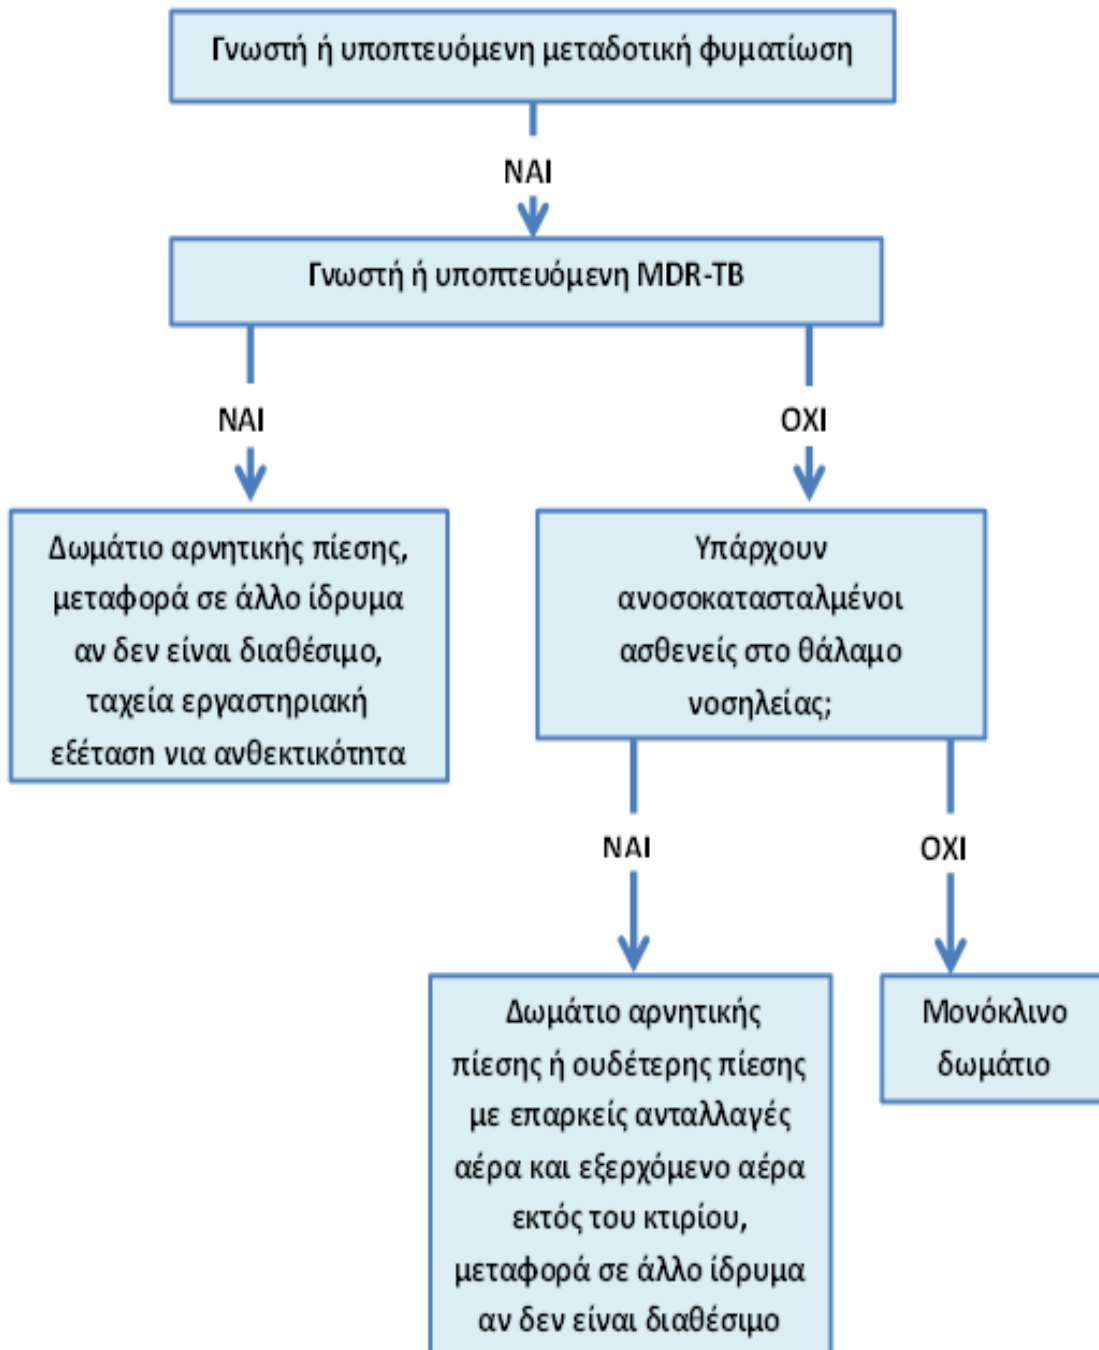 Γνωστή ή υποπτευόμενη μεταδοτική φυματίωση
ΝΑΙ
Γνωστή ή υποπτευόμενη MDR-TB
ΝΑΙ
ΟΧΙ
Δωμάτιο αρνητικής πίεσης,
μεταφορά σε άλλο ίδρυμα
αν δεν είναι διαθέσιμο,
ταχεία εργαστηριακή
εξέταση για ανθεκτικότητα
Υπάρχουν
ανοσοκατασταλμένοι
ασθενείς στο θάλαμο
νοσηλείας;
ΝΑΙ
ΟΧΙ
Δωμάτιο αρνητικής
πίεσης ή ουδέτερης πίεσης
με επαρκείς ανταλλαγές
αέρα και εξερχόμενο αέρα
εκτός του κτιρίου,
μεταφορά σε άλλο ίδρυμα
αν δεν είναι διαθέσιμο
Μονόκλινο
δωμάτιο